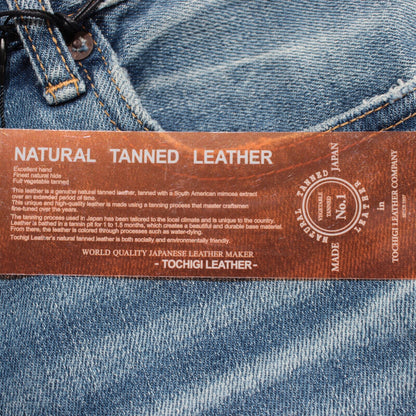 NATURAL TANNED LEATHER
Excellent hand
Finest natural hide
Full vegetable tanned
This leather is a genuine natural tanned leather, tanned with a South American mimosa extract
over an extended period of time.
This unique and high-quality leather is made using a tanning process that master craftsmen
fine-tuned over the years.
The tanning process used in Japan has been tailored to the local climate and is unique to the country.
Leather is bathed in a tannin pit for 1 to 1.5 months, which creates a beautiful and durable base material.
From there, the leather is colored through processes such as water-dying.
Tochigi Leather's natural tanned leather is both socially and environmentally friendly.
WORLD QUALITY JAPANESE LEATHER MAKER
- TOCHIGI LEATHER -
NATURAL TANNED LEATHER
VEGETABLE
TANNED
No.1
MADE in JAPAN
TOCHIGI LEATHER COMPANY